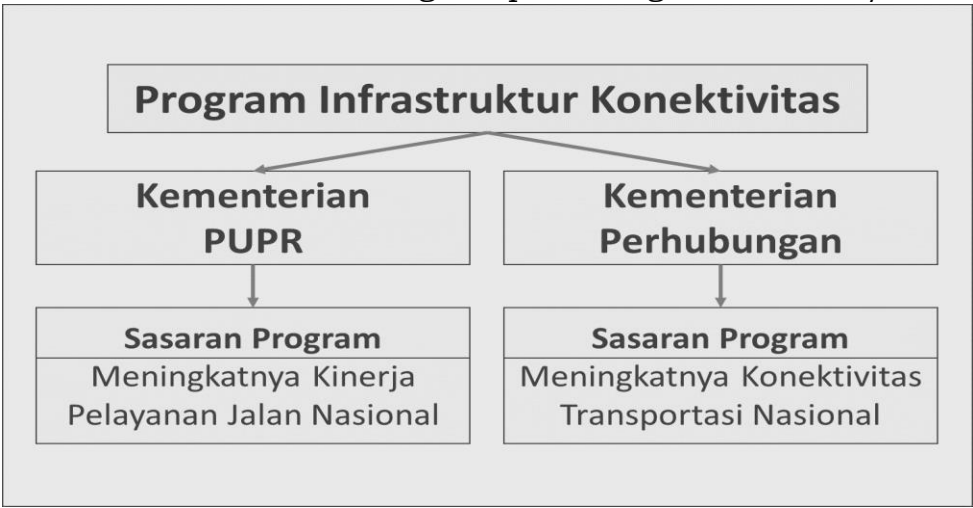 Program Infrastruktur Konektivitas
Kementerian
PUPR
Kementerian
Perhubungan
Sasaran Program
Meningkatnya Kinerja
Pelayanan Jalan Nasional
Sasaran Program
Meningkatnya Konektivitas
Transportasi Nasional